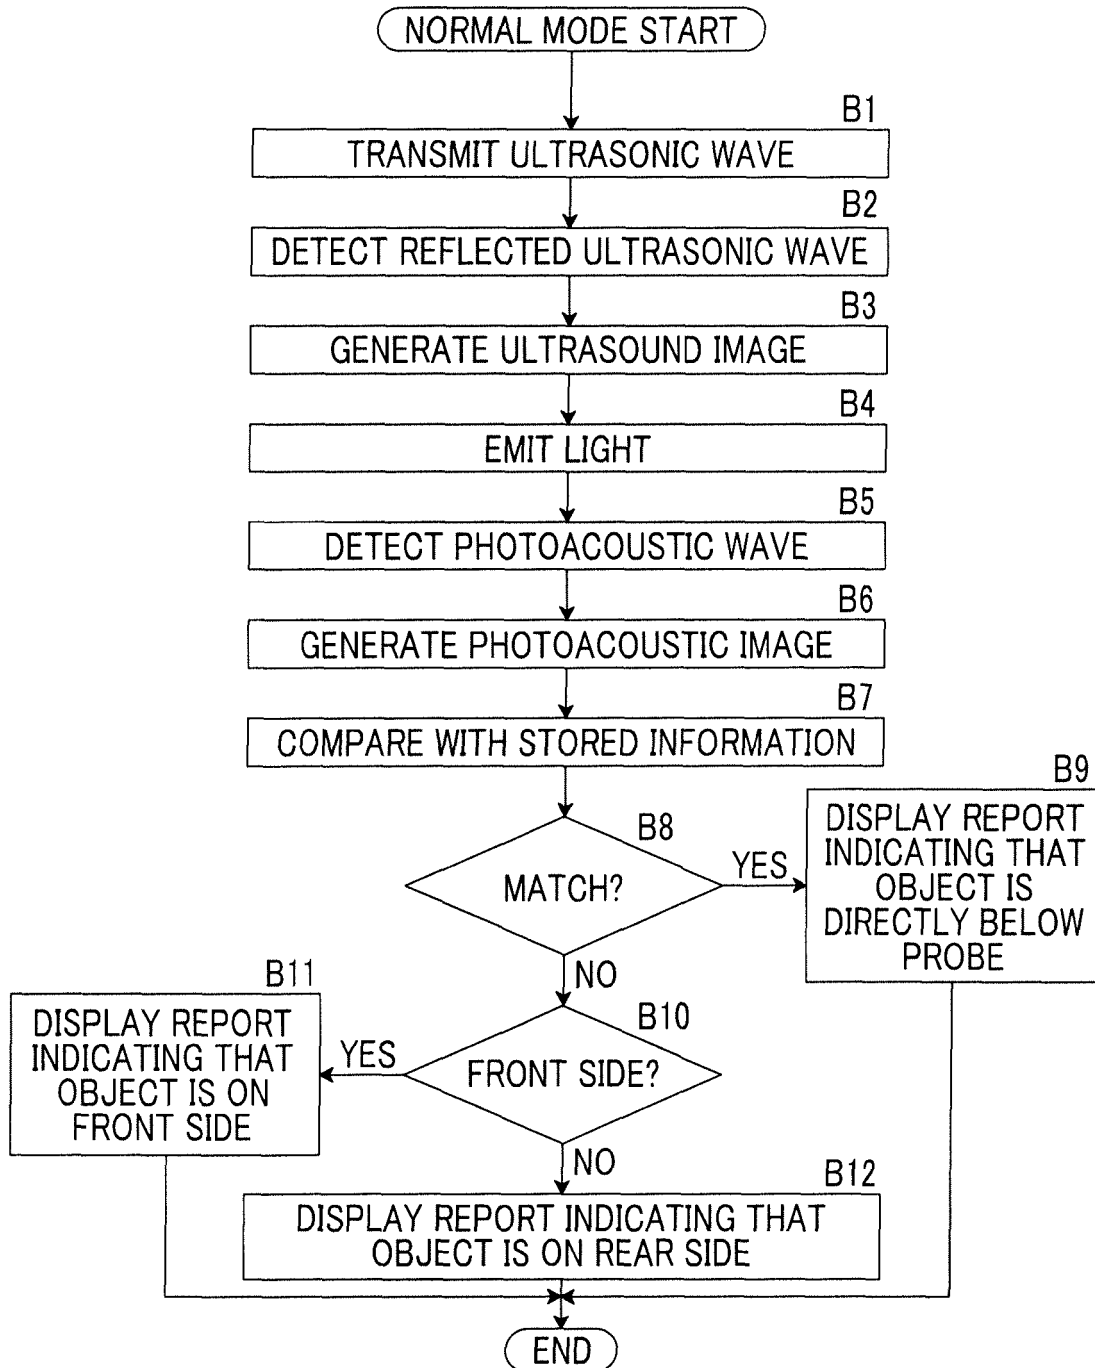 NORMAL MODE START
B1
TRANSMIT ULTRASONIC WAVE
B2
DETECT REFLECTED ULTRASONIC WAVE
B3
GENERATE ULTRASOUND IMAGE
B4
EMIT LIGHT
B5
DETECT PHOTOACOUSTIC WAVE
B6
GENERATE PHOTOACOUSTIC IMAGE
B7
COMPARE WITH STORED INFORMATION
B8
MATCH?
YES
B9
DISPLAY REPORT
INDICATING THAT
OBJECT IS
DIRECTLY BELOW
PROBE
NO
B10
FRONT SIDE?
YES
B11
DISPLAY REPORT
INDICATING THAT
OBJECT IS ON
FRONT SIDE
NO
B12
DISPLAY REPORT INDICATING THAT
OBJECT IS ON REAR SIDE
END